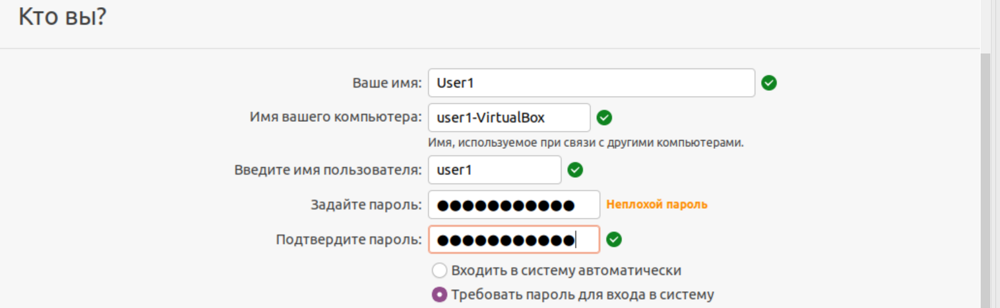 Кто вы?
Ваше имя: User1
Имя вашего компьютера: user1-VirtualBox
Имя, используемое при связи с другими компьютерами.
Введите имя пользователя: user1
Задайте пароль: ●●●●●●●●●●● Неплохой пароль
Подтвердите пароль: ●●●●●●●●●●●
Входить в систему автоматически
Требовать пароль для входа в систему